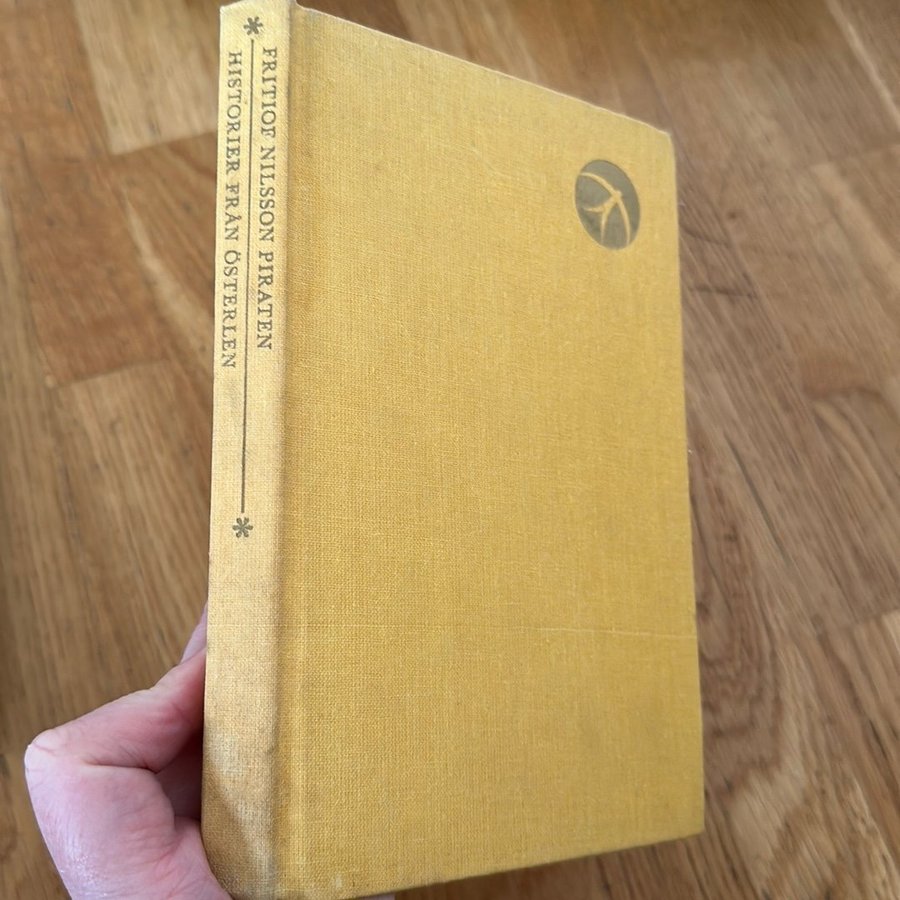 FRITIOF NILSSON PIRATEN
HISTORIER FRÅN ÖSTERLEN